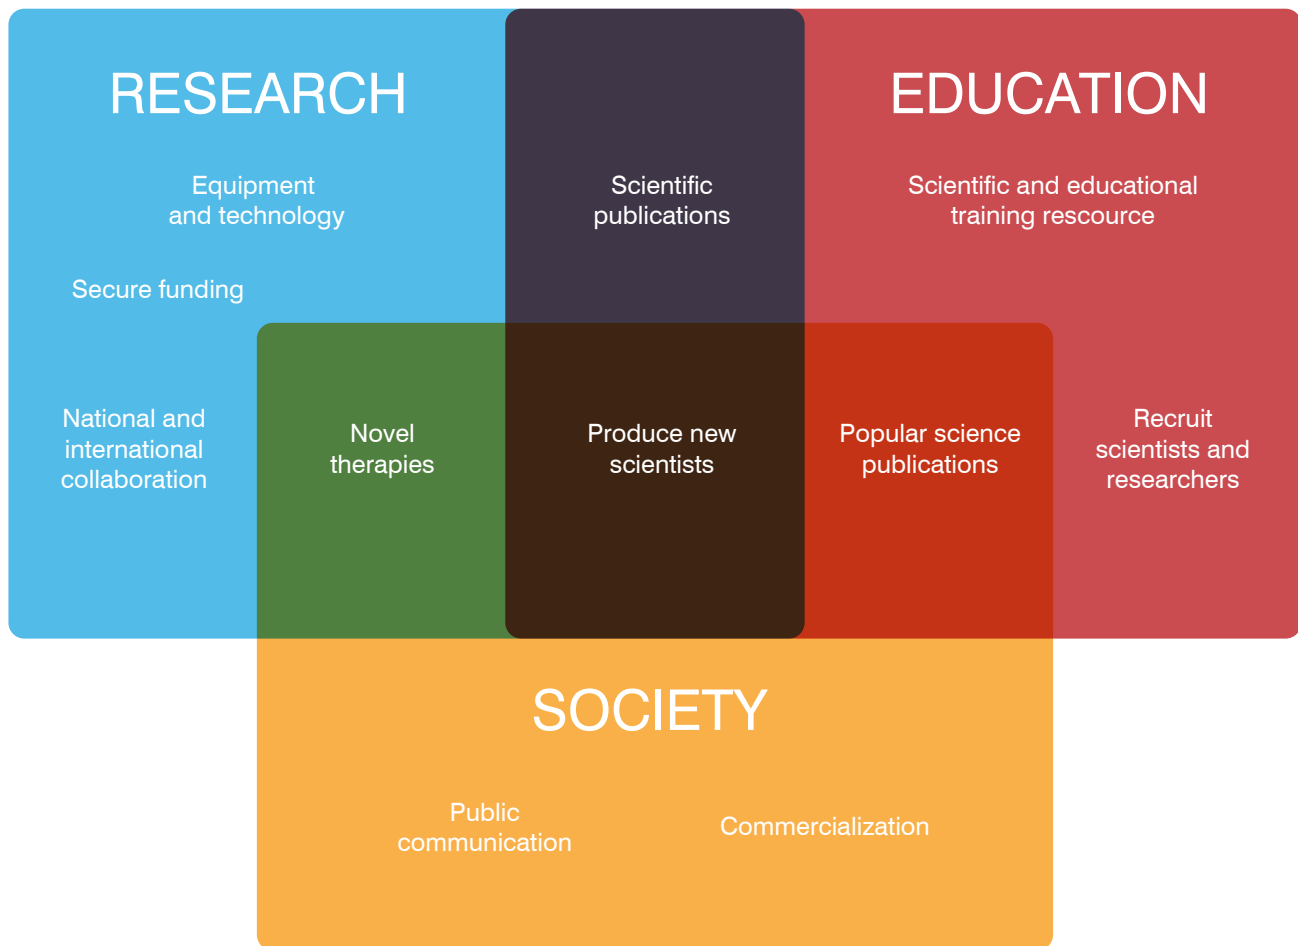 RESEARCH
EDUCATION
Equipment
and technology
Scientific
publications
Scientific and educational
training rescource
Secure funding
National and
international
collaboration
Novel
therapies
Produce new
scientists
Popular science
publications
Recruit
scientists and
researchers
SOCIETY
Public
communication
Commercialization